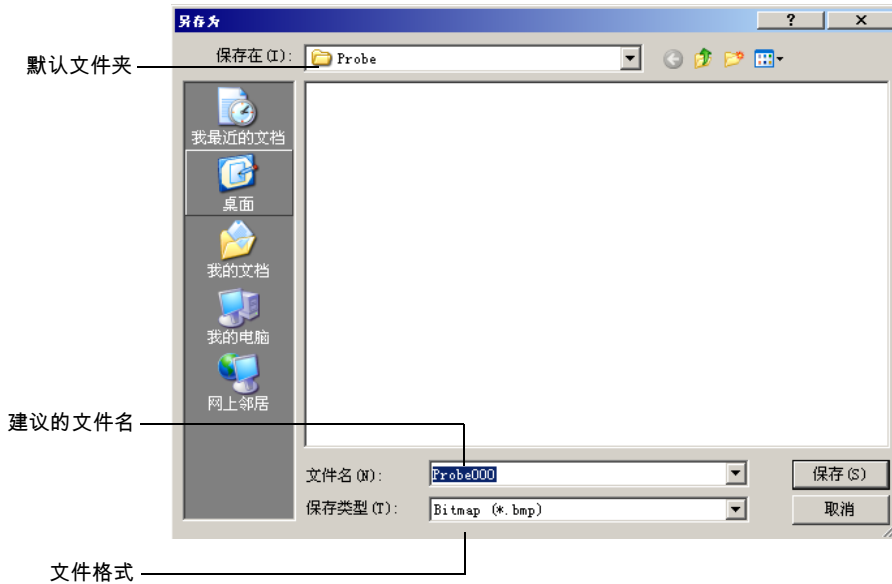 另存为
? X
默认文件夹
保存在(I):
Probe
我最近的文档
桌面
我的文档
我的电脑
网上邻居
建议的文件名
文件名(N):
Probe000
保存(S)
保存类型(T):
Bitmap (*.bmp)
取消
文件格式